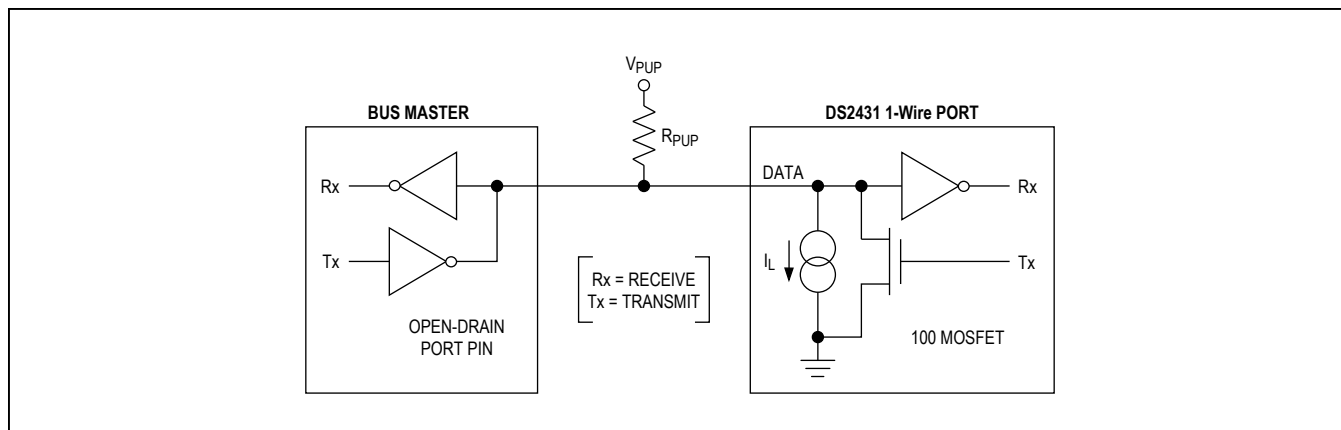 VPUP
BUS MASTER
DS2431 1-Wire PORT
RPUP
DATA
Rx
Rx
Tx
IL
Tx
Rx = RECEIVE
Tx = TRANSMIT
OPEN-DRAIN
PORT PIN
100 MOSFET